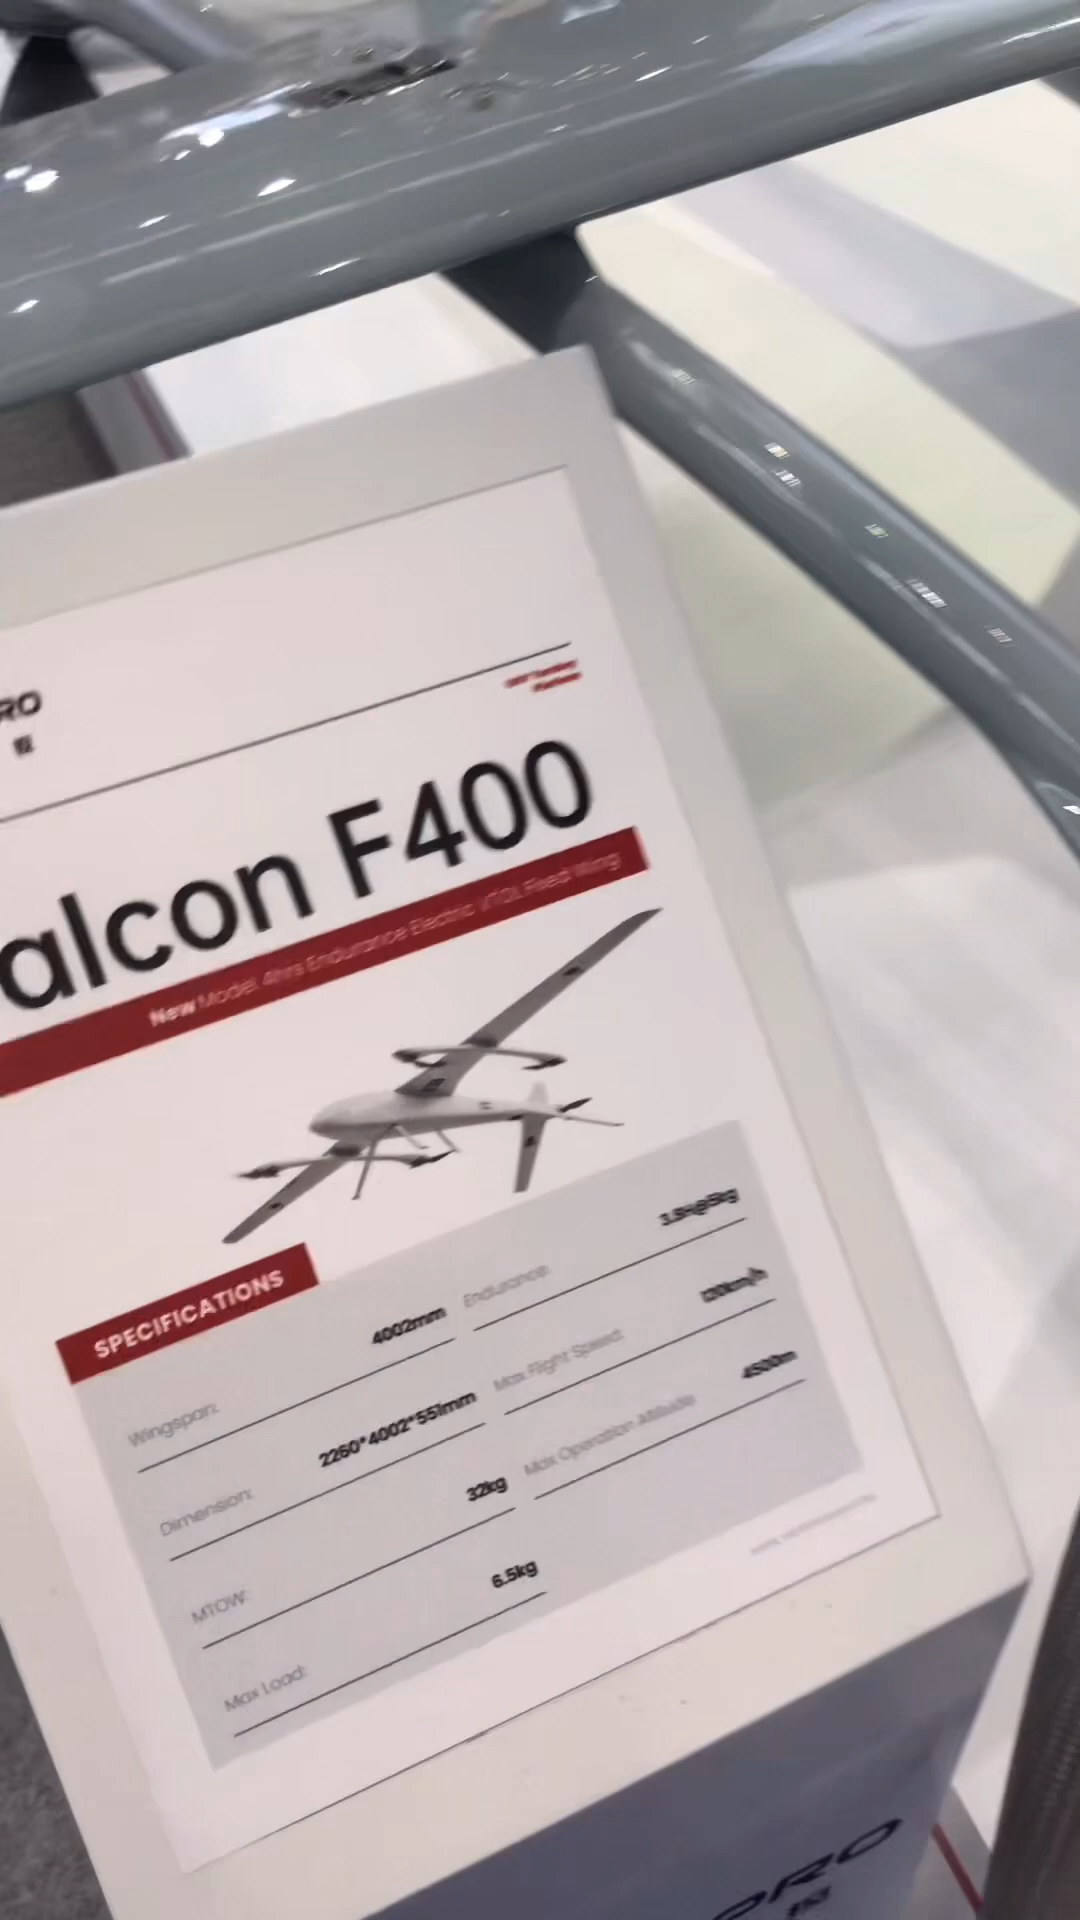 RO
alcon F400
New Model, 4hrs Endurance Electric VTOL Fixed Wing
SPECIFICATIONS
Wingspan: 4002mm
Endurance:
Dimension: 2260*4002*551mm
Max Flight Speed: 120km/h
MTOW: 32kg
Max Operation Altitude 4500m
Max Load: 6.5kg
ORO